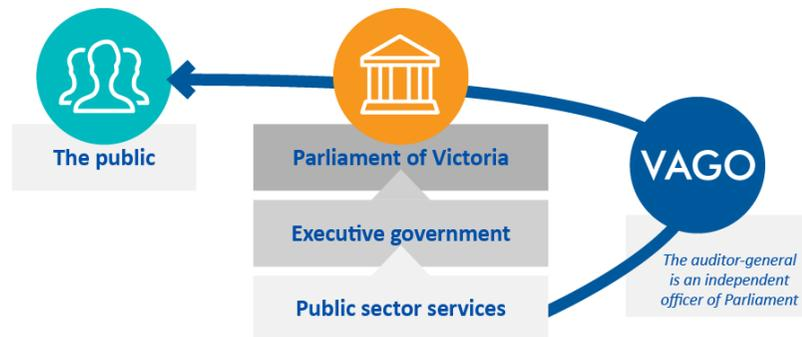 The public
Parliament of Victoria
Executive government
Public sector services
VAGO
The auditor-general
is an independent
officer of Parliament